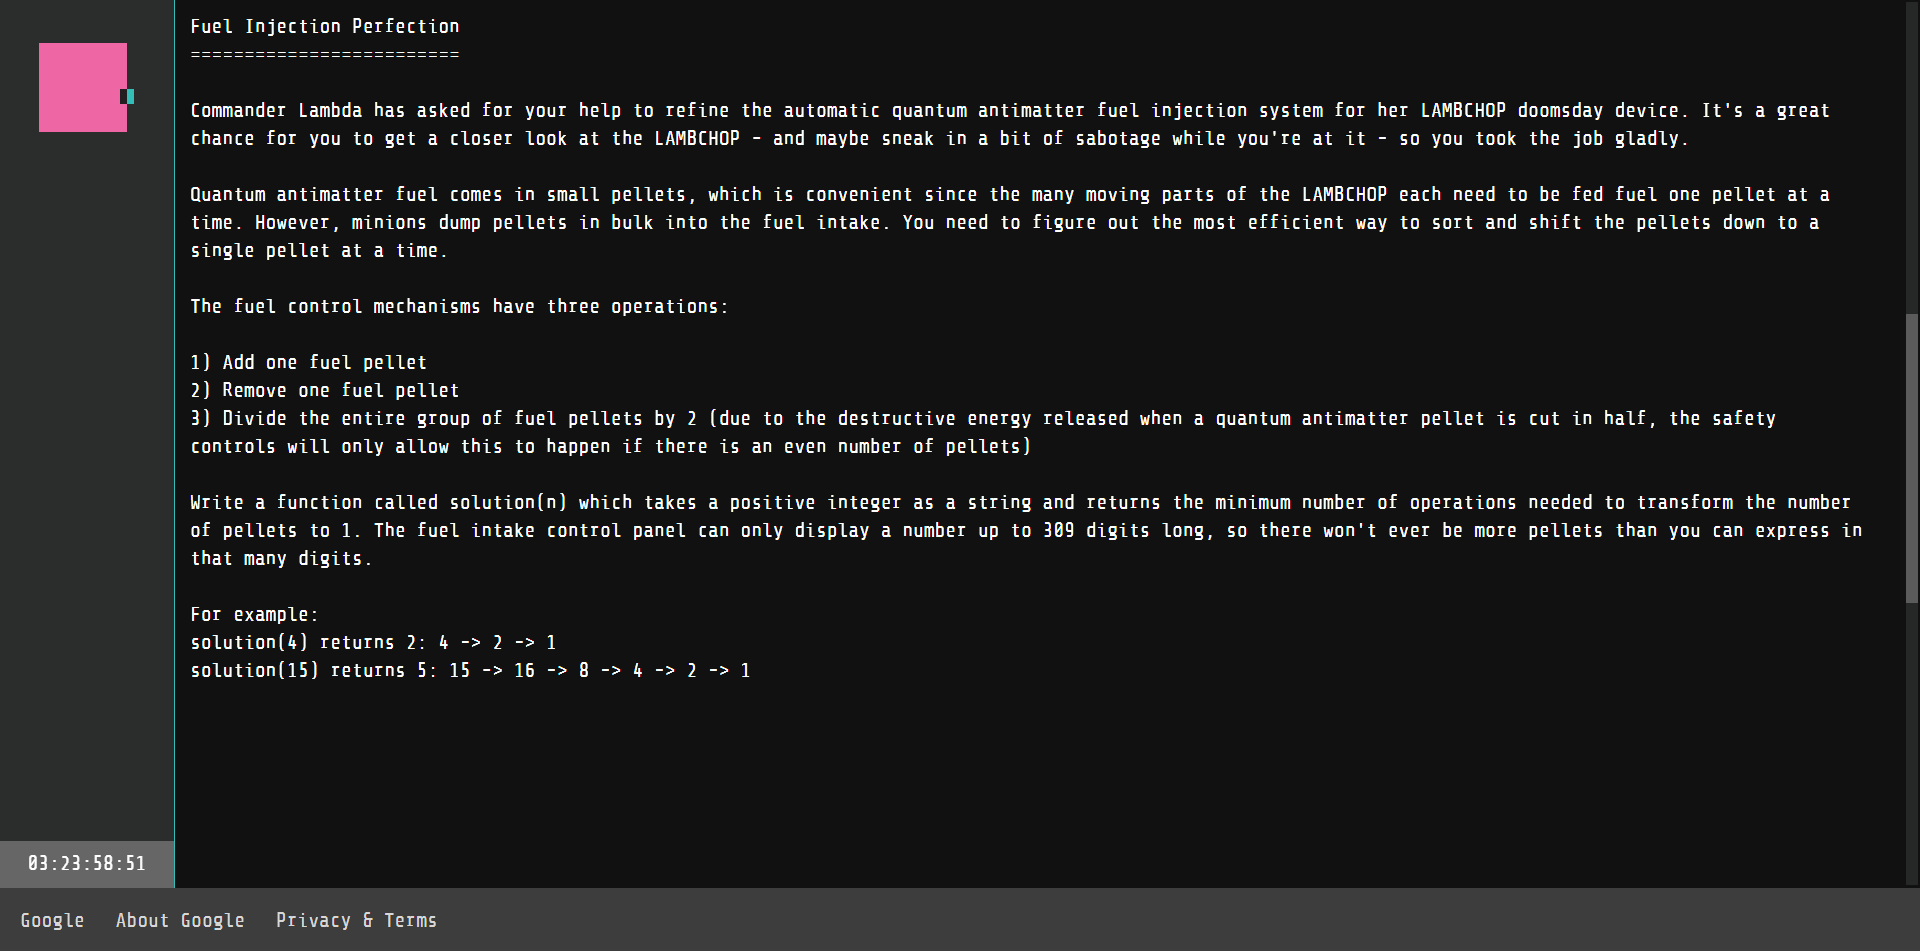 Fuel Injection Perfection
=========================
Commander Lambda has asked for your help to refine the automatic quantum antimatter fuel injection system for her LAMBCHOP doomsday device. It's a great
chance for you to get a closer look at the LAMBCHOP - and maybe sneak in a bit of sabotage while you're at it - so you took the job gladly.
Quantum antimatter fuel comes in small pellets, which is convenient since the many moving parts of the LAMBCHOP each need to be fed fuel one pellet at a
time. However, minions dump pellets in bulk into the fuel intake. You need to figure out the most efficient way to sort and shift the pellets down to a
single pellet at a time.
The fuel control mechanisms have three operations:
1) Add one fuel pellet
2) Remove one fuel pellet
3) Divide the entire group of fuel pellets by 2 (due to the destructive energy released when a quantum antimatter pellet is cut in half, the safety
controls will only allow this to happen if there is an even number of pellets)
Write a function called solution(n) which takes a positive integer as a string and returns the minimum number of operations needed to transform the number
of pellets to 1. The fuel intake control panel can only display a number up to 309 digits long, so there won't ever be more pellets than you can express in
that many digits.
For example:
solution(4) returns 2: 4 -> 2 -> 1
solution(15) returns 5: 15 -> 16 -> 8 -> 4 -> 2 -> 1
03:23:58:51
Google About Google Privacy & Terms